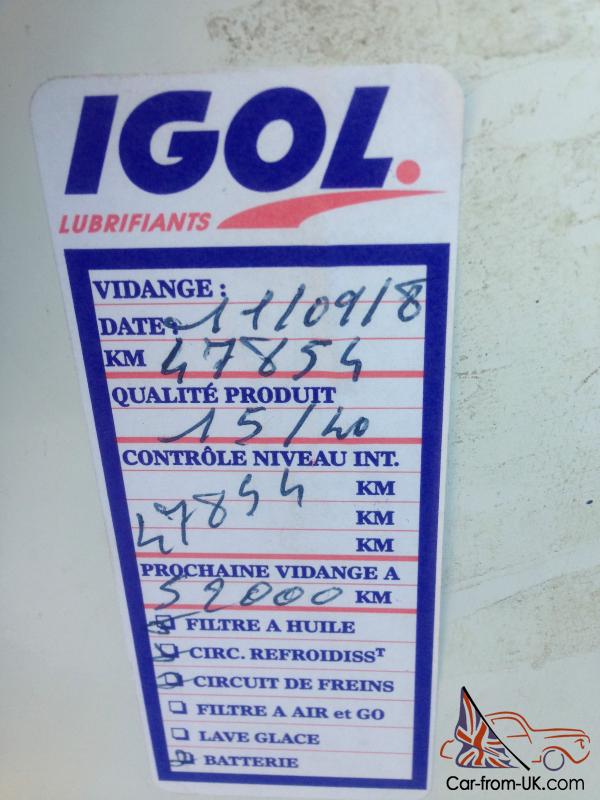 IGOL.
LUBRIFIANTS
VIDANGE :
DATE: 11/09/8
KM 47854
QUALITÉ PRODUIT
15/40
CONTRÔLE NIVEAU INT.
KM
47844 KM
KM
PROCHAINE VIDANGE A
52000 KM
FILTRE A HUILE
CIRC. REFROIDISSᵀ
CIRCUIT DE FREINS
FILTRE A AIR et GO
LAVE GLACE
BATTERIE
Car-from-UK.com